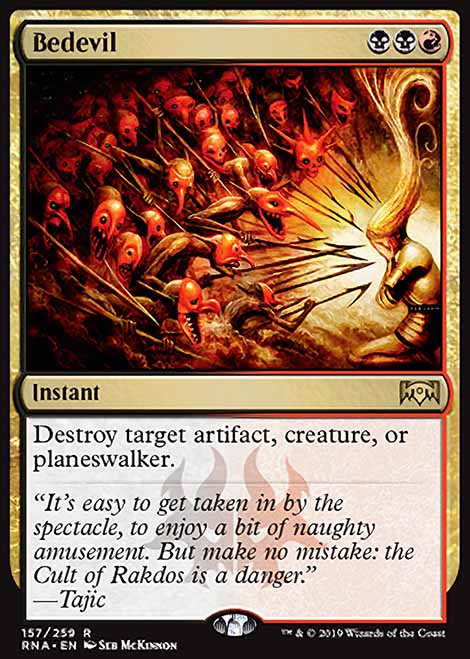 Bedevil
Instant
Destroy target artifact, creature, or
planeswalker.
“It’s easy to get taken in by the
spectacle, to enjoy a bit of naughty
amusement. But make no mistake: the
Cult of Rakdos is a danger.”
—Tajic
157/259 R
RNA • EN Seb McKinnon
™ & © 2019 Wizards of the Coast